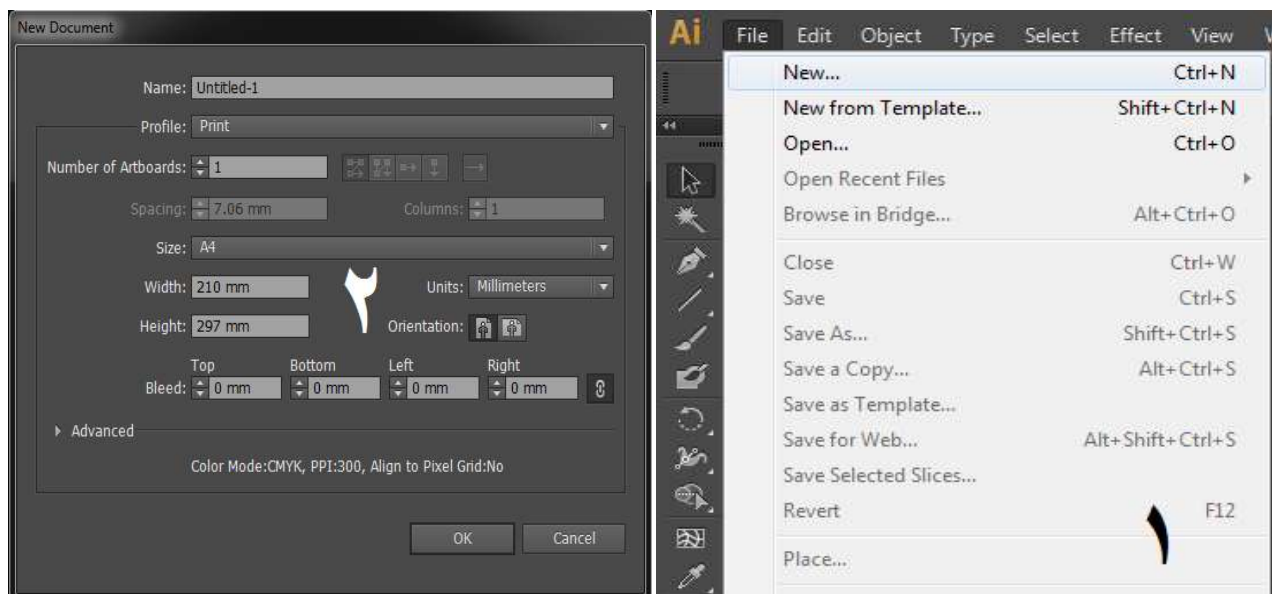 New Document
Name: Untitled-1
Profile: Print
Number of Artboards: 1
Spacing: 7.06 mm Columns: 1
Size: A4
Width: 210 mm Units: Millimeters
٢
Height: 297 mm Orientation:
Top Bottom Left Right
Bleed: 0 mm 0 mm 0 mm 0 mm
Advanced
Color Mode:CMYK, PPI:300, Align to Pixel Grid:No
OK Cancel
Ai File Edit Object Type Select Effect View
New... Ctrl+N
New from Template... Shift+Ctrl+N
Open... Ctrl+O
Open Recent Files
Browse in Bridge... Alt+Ctrl+O
Close Ctrl+W
Save Ctrl+S
Save As... Shift+Ctrl+S
Save a Copy... Alt+Ctrl+S
Save as Template...
Save for Web... Alt+Shift+Ctrl+S
Save Selected Slices...
Revert F12
١
Place...